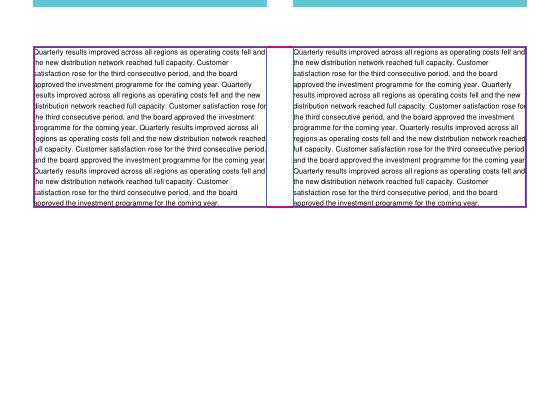 Quarterly results improved across all regions as operating costs fell and
the new distribution network reached full capacity. Customer
satisfaction rose for the third consecutive period, and the board
approved the investment programme for the coming year. Quarterly
results improved across all regions as operating costs fell and the new
distribution network reached full capacity. Customer satisfaction rose for
the third consecutive period, and the board approved the investment
programme for the coming year. Quarterly results improved across all
regions as operating costs fell and the new distribution network reached
full capacity. Customer satisfaction rose for the third consecutive period,
and the board approved the investment programme for the coming year.
Quarterly results improved across all regions as operating costs fell and
the new distribution network reached full capacity. Customer
satisfaction rose for the third consecutive period, and the board
approved the investment programme for the coming year.
Quarterly results improved across all regions as operating costs fell and
the new distribution network reached full capacity. Customer
satisfaction rose for the third consecutive period, and the board
approved the investment programme for the coming year. Quarterly
results improved across all regions as operating costs fell and the new
distribution network reached full capacity. Customer satisfaction rose for
the third consecutive period, and the board approved the investment
programme for the coming year. Quarterly results improved across all
regions as operating costs fell and the new distribution network reached
full capacity. Customer satisfaction rose for the third consecutive period,
and the board approved the investment programme for the coming year.
Quarterly results improved across all regions as operating costs fell and
the new distribution network reached full capacity. Customer
satisfaction rose for the third consecutive period, and the board
approved the investment programme for the coming year.